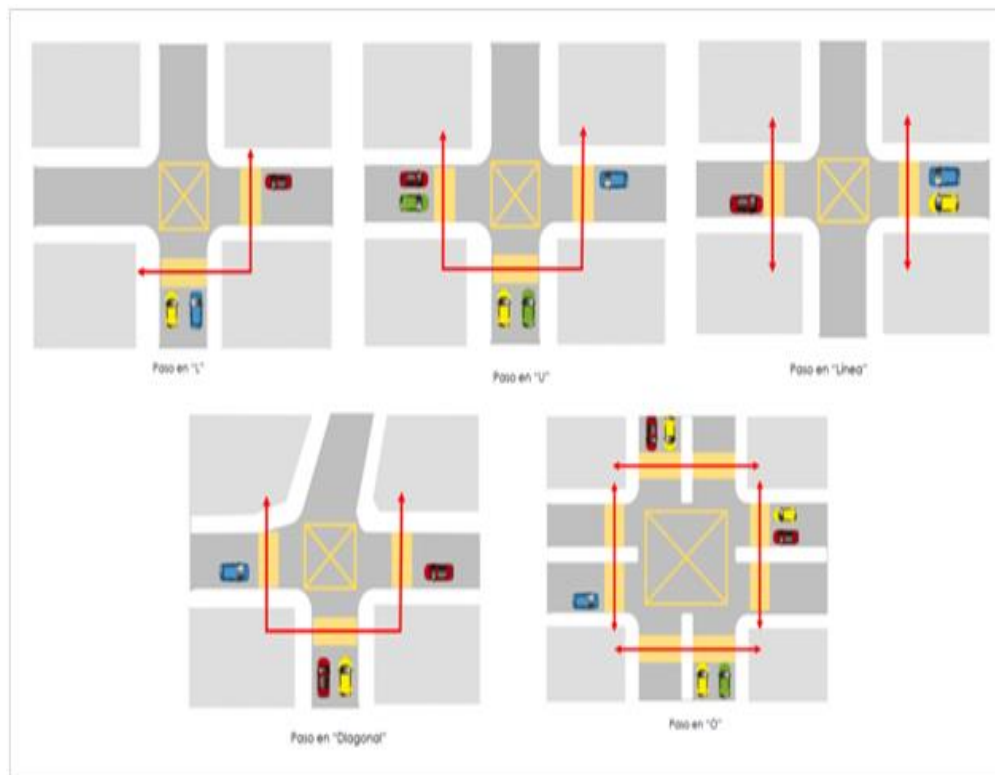 Paso en "L"
Paso en "U"
Paso en "Línea"
Paso en "Diagonal"
Paso en "O"